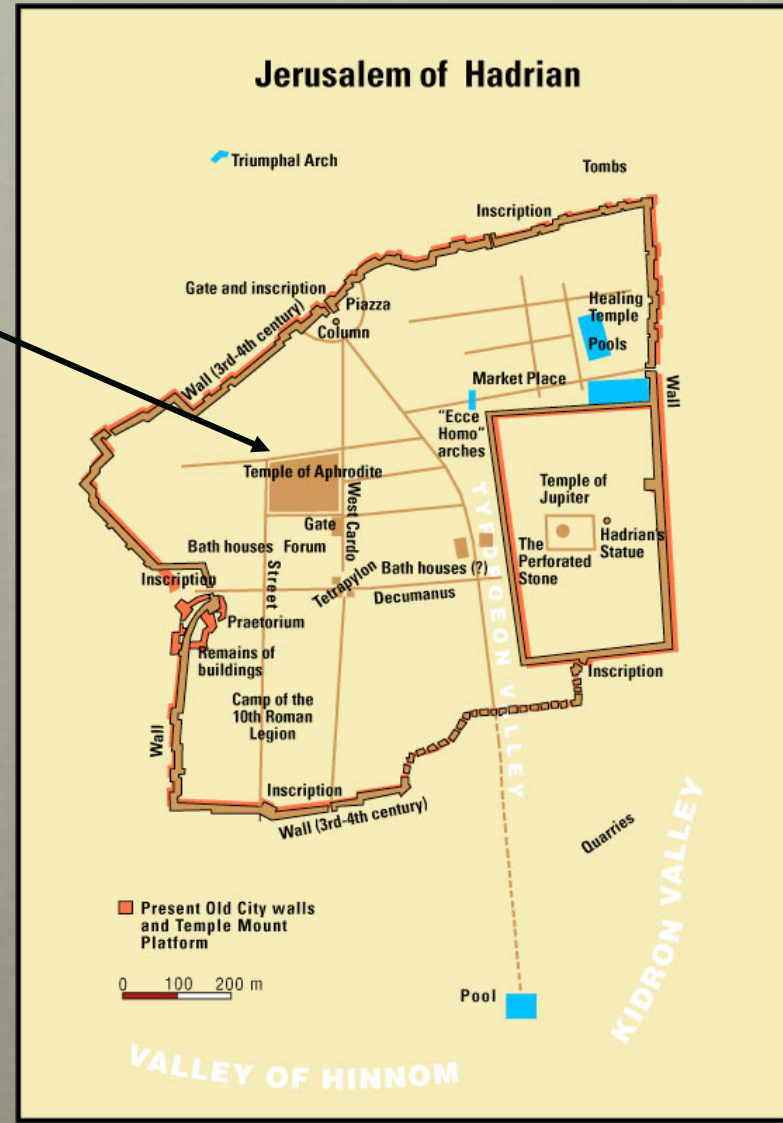 Jerusalem of Hadrian
Triumphal Arch
Tombs
Inscription
Gate and inscription
Piazza
Column
Wall (3rd-4th century)
Healing
Temple
Pools
Market Place
Wall
"Ecce
Homo"
arches
Temple of Aphrodite
West Cardo
Temple of
Jupiter
Gate
Hadrian's
Statue
The
Perforated
Stone
Bath houses
Forum
Bath houses (?)
Inscription
Street
Tetrapylon
Decumanus
TYROPOEON VALLEY
Praetorium
Remains of
buildings
Inscription
Camp of the
10th Roman
Legion
Wall
Inscription
Wall (3rd-4th century)
Quarries
KIDRON VALLEY
Present Old City walls
and Temple Mount
Platform
0 100 200 m
Pool
VALLEY OF HINNOM